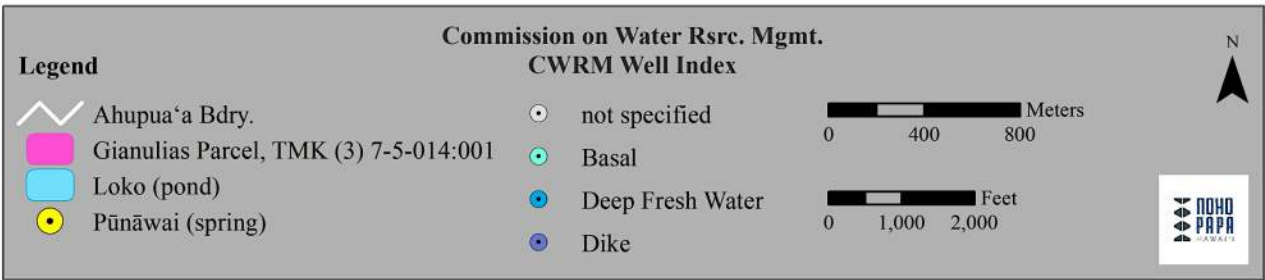 Commission on Water Rsrc. Mgmt.
CWRM Well Index
Legend
Ahupuaʻa Bdry.
Gianulias Parcel, TMK (3) 7-5-014:001
Loko (pond)
Pūnāwai (spring)
not specified
Basal
Deep Fresh Water
Dike
Meters
0 400 800
Feet
0 1,000 2,000
N
NOHO
PAPA
HAWAIʻI